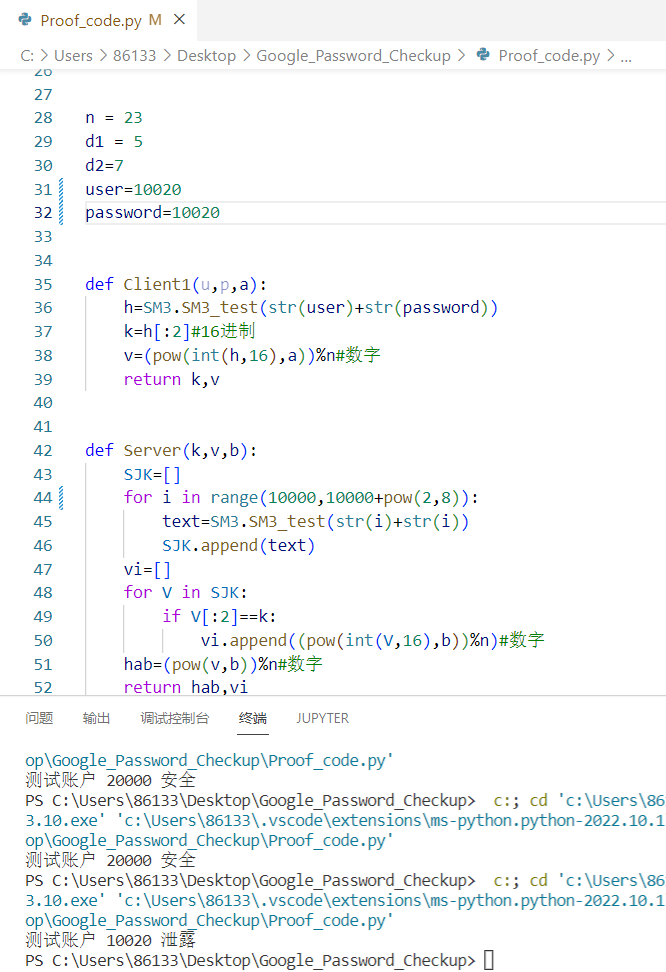 Proof_code.py M ×
C: > Users > 86133 > Desktop > Google_Password_Checkup > Proof_code.py > ...
26
27
28 n = 23
29 d1 = 5
30 d2=7
31 user=10020
32 password=10020
33
34
35 def Client1(u,p,a):
36 h=SM3.SM3_test(str(user)+str(password))
37 k=h[:2]#16进制
38 v=(pow(int(h,16),a))%n#数字
39 return k,v
40
41
42 def Server(k,v,b):
43 SJK=[]
44 for i in range(10000,10000+pow(2,8)):
45 text=SM3.SM3_test(str(i)+str(i))
46 SJK.append(text)
47 vi=[]
48 for V in SJK:
49 if V[:2]==k:
50 vi.append((pow(int(V,16),b))%n)#数字
51 hab=(pow(v,b))%n#数字
52 return hab,vi
问题 输出 调试控制台 终端 JUPYTER
op\Google_Password_Checkup\Proof_code.py'
测试账户 20000 安全
PS C:\Users\86133\Desktop\Google_Password_Checkup> c:; cd 'c:\Users\86
3.10.exe' 'c:\Users\86133\.vscode\extensions\ms-python.python-2022.10.1
op\Google_Password_Checkup\Proof_code.py'
测试账户 20000 安全
PS C:\Users\86133\Desktop\Google_Password_Checkup> c:; cd 'c:\Users\86
3.10.exe' 'c:\Users\86133\.vscode\extensions\ms-python.python-2022.10.1
op\Google_Password_Checkup\Proof_code.py'
测试账户 10020 泄露
PS C:\Users\86133\Desktop\Google_Password_Checkup>